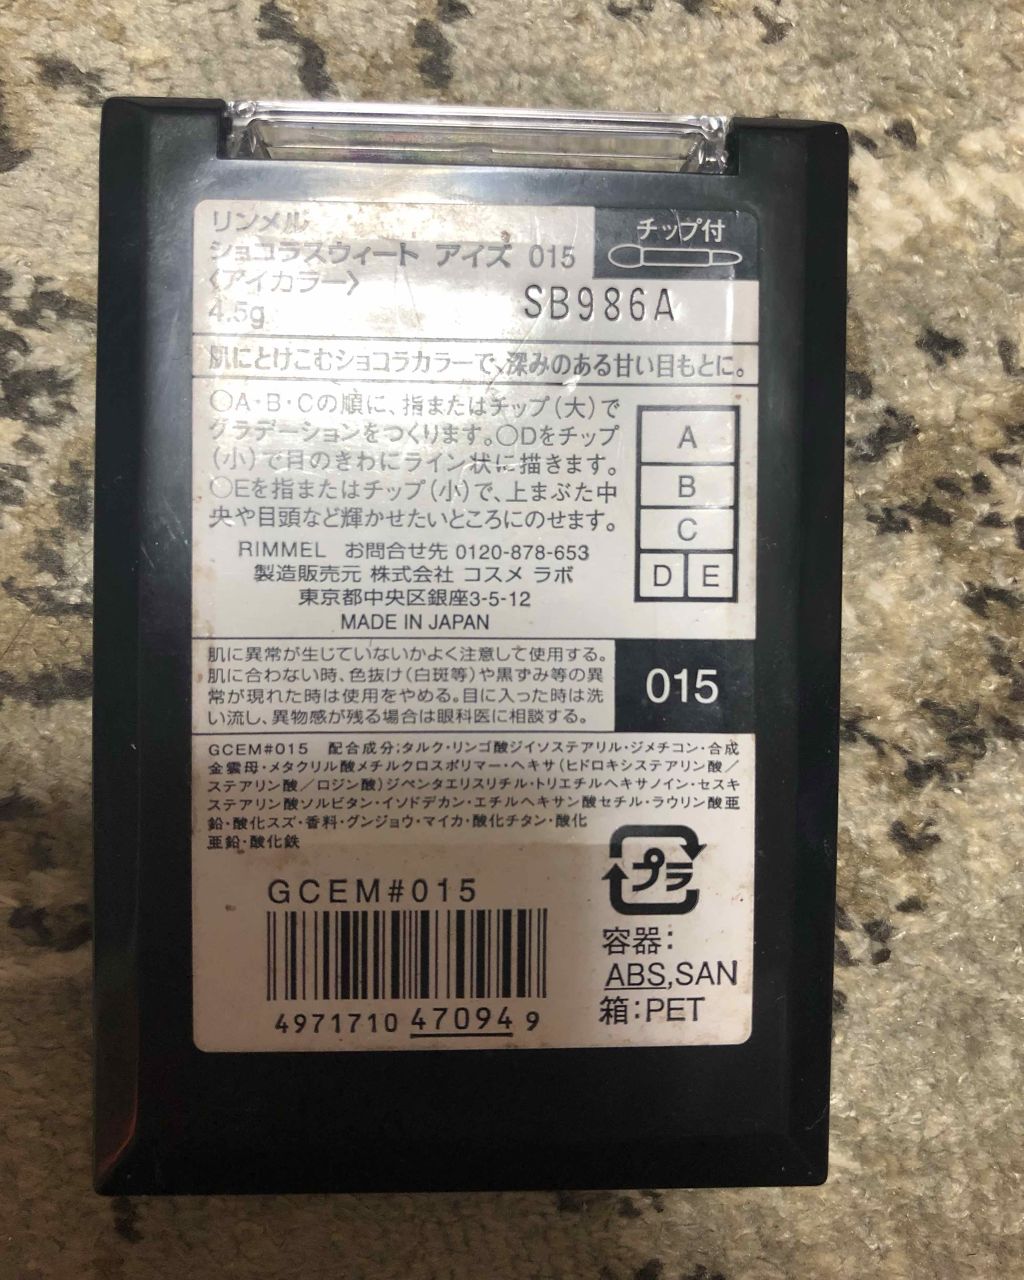 リンメル
ショコラスウィート アイズ 015
〈アイカラー〉
4.5g
チップ付
SB986A
肌にとけこむショコラカラーで、深みのある甘い目もとに。
○A・B・Cの順に、指またはチップ(大)で
グラデーションをつくります。○Dをチップ
(小)で目のきわにライン状に描きます。
○Eを指またはチップ(小)で、上まぶた中
央や目頭など輝かせたいところにのせます。
A
B
C
D E
RIMMEL お問合せ先 0120-878-653
製造販売元 株式会社 コスメ ラボ
東京都中央区銀座3-5-12
MADE IN JAPAN
肌に異常が生じていないかよく注意して使用する。
肌に合わない時、色抜け(白斑等)や黒ずみ等の異
常が現れた時は使用をやめる。目に入った時は洗
い流し、異物感が残る場合は眼科医に相談する。
015
GCEM#015 配合成分;タルク・リンゴ酸ジイソステアリル・ジメチコン・合成
金雲母・メタクリル酸メチルクロスポリマー・ヘキサ(ヒドロキシステアリン酸/
ステアリン酸/ロジン酸)ジペンタエリスリチル・トリエチルヘキサノイン・セスキ
ステアリン酸ソルビタン・イソドデカン・エチルヘキサン酸セチル・ラウリン酸亜
鉛・酸化スズ・香料・グンジョウ・マイカ・酸化チタン・酸化
亜鉛・酸化鉄
プラ
GCEM#015
4971710 47094 9
容器:
ABS,SAN
箱:PET